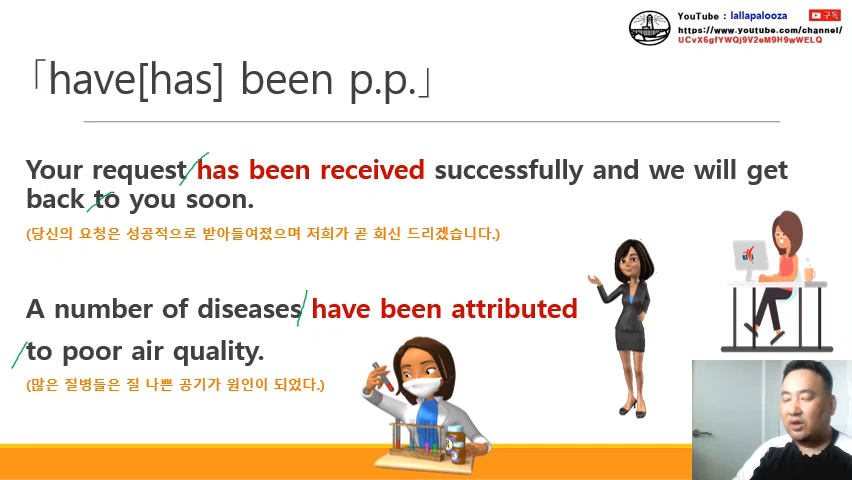 YouTube : lallapalooza
구독
https://www.youtube.com/channel/
UCvX6gfYWQj9V2eM9H9wWELQ
「have[has] been p.p.」
Your request has been received successfully and we will get
back to you soon.
(당신의 요청은 성공적으로 받아들여졌으며 저희가 곧 회신 드리겠습니다.)
A number of diseases have been attributed
to poor air quality.
(많은 질병들은 질 나쁜 공기가 원인이 되었다.)